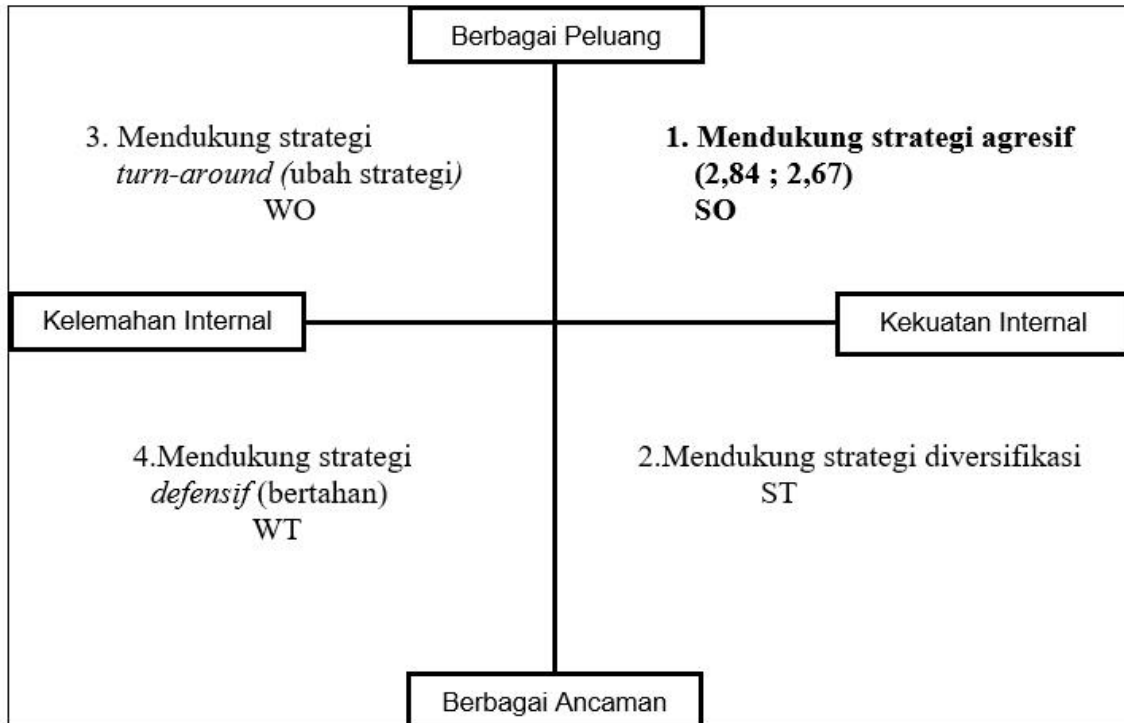 Berbagai Peluang
3. Mendukung strategi
turn-around (ubah strategi)
WO
1. Mendukung strategi agresif
(2,84 ; 2,67)
SO
Kelemahan Internal
Kekuatan Internal
4.Mendukung strategi
defensif (bertahan)
WT
2.Mendukung strategi diversifikasi
ST
Berbagai Ancaman